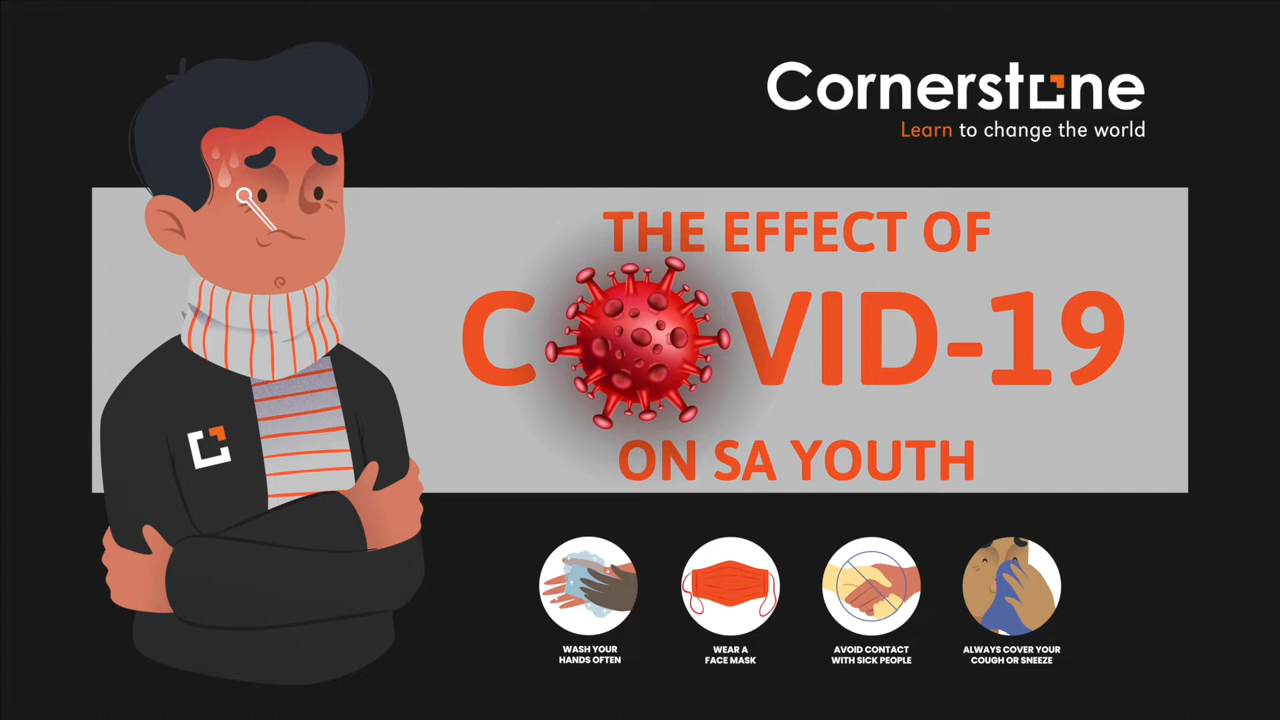 Cornerstone
Learn to change the world
THE EFFECT OF
COVID-19
ON SA YOUTH
WASH YOUR
HANDS OFTEN
WEAR A
FACE MASK
AVOID CONTACT
WITH SICK PEOPLE
ALWAYS COVER YOUR
COUGH OR SNEEZE